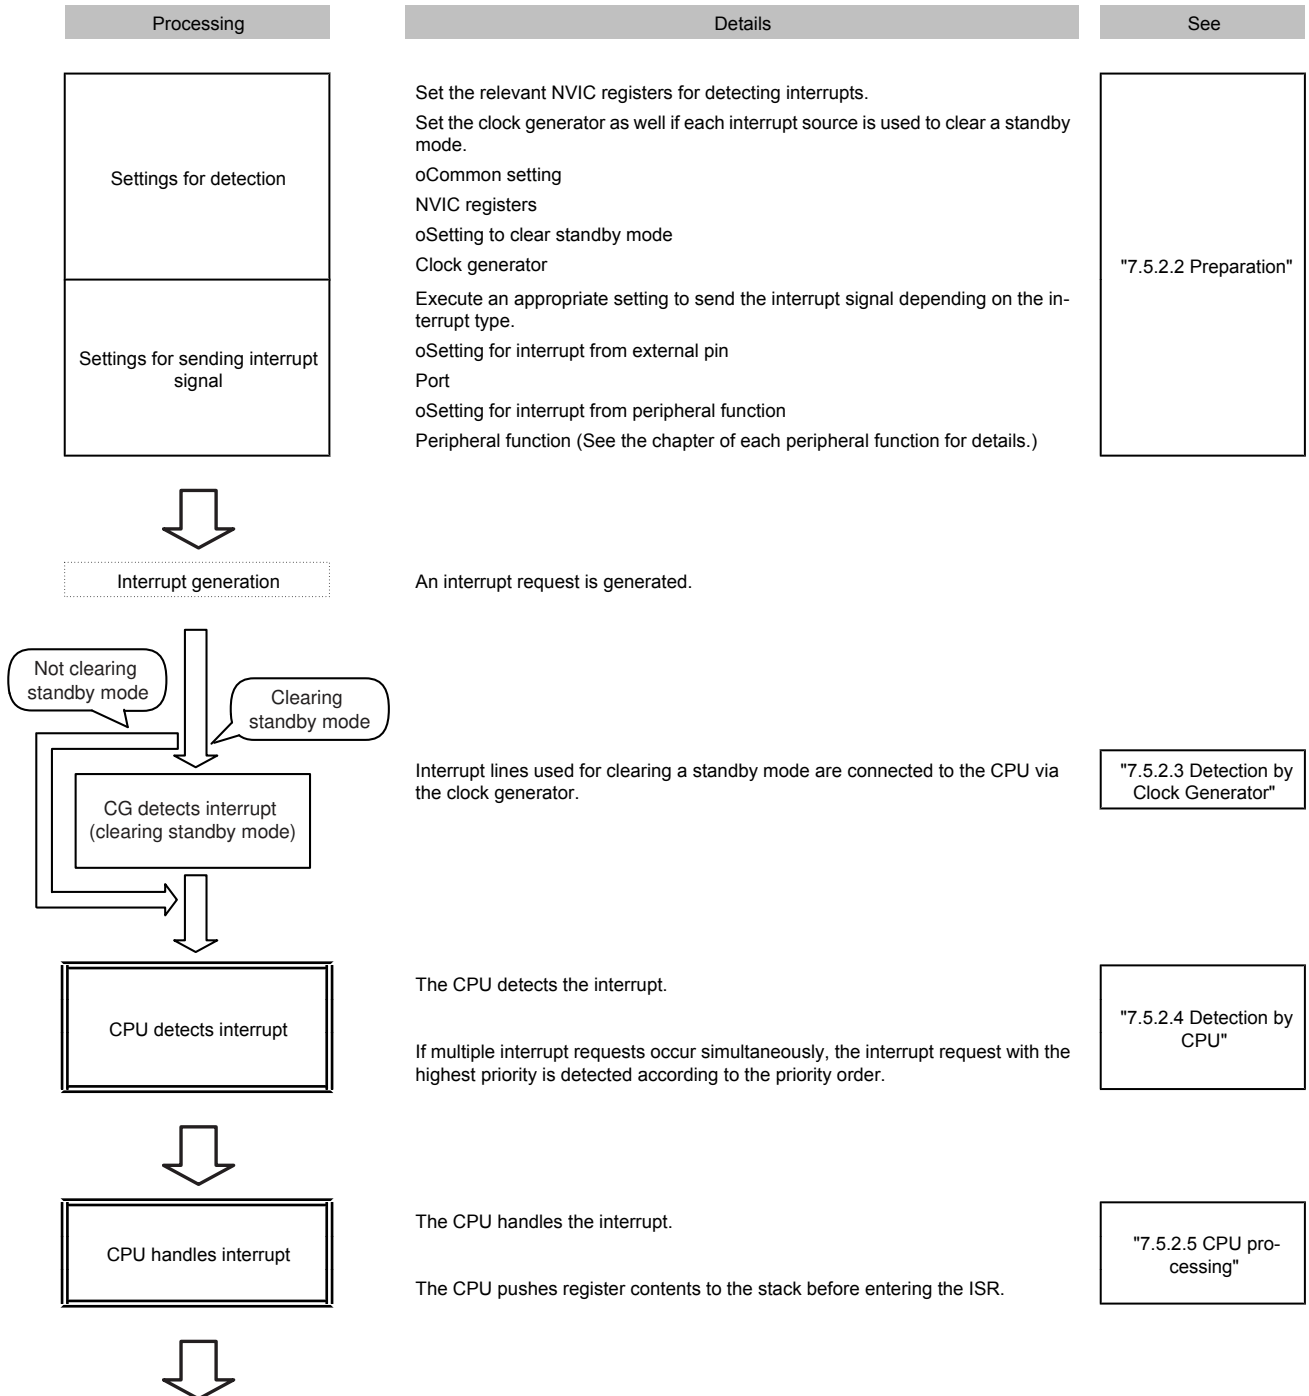 Processing
Details
See
Settings for detection
Set the relevant NVIC registers for detecting interrupts.
Set the clock generator as well if each interrupt source is used to clear a standby
mode.
oCommon setting
NVIC registers
oSetting to clear standby mode
Clock generator
"7.5.2.2 Preparation"
Settings for sending interrupt
signal
Execute an appropriate setting to send the interrupt signal depending on the in-
terrupt type.
oSetting for interrupt from external pin
Port
oSetting for interrupt from peripheral function
Peripheral function (See the chapter of each peripheral function for details.)
Interrupt generation
An interrupt request is generated.
Not clearing
standby mode
Clearing
standby mode
CG detects interrupt
(clearing standby mode)
Interrupt lines used for clearing a standby mode are connected to the CPU via
the clock generator.
"7.5.2.3 Detection by
Clock Generator"
CPU detects interrupt
The CPU detects the interrupt.
If multiple interrupt requests occur simultaneously, the interrupt request with the
highest priority is detected according to the priority order.
"7.5.2.4 Detection by
CPU"
CPU handles interrupt
The CPU handles the interrupt.
The CPU pushes register contents to the stack before entering the ISR.
"7.5.2.5 CPU pro-
cessing"